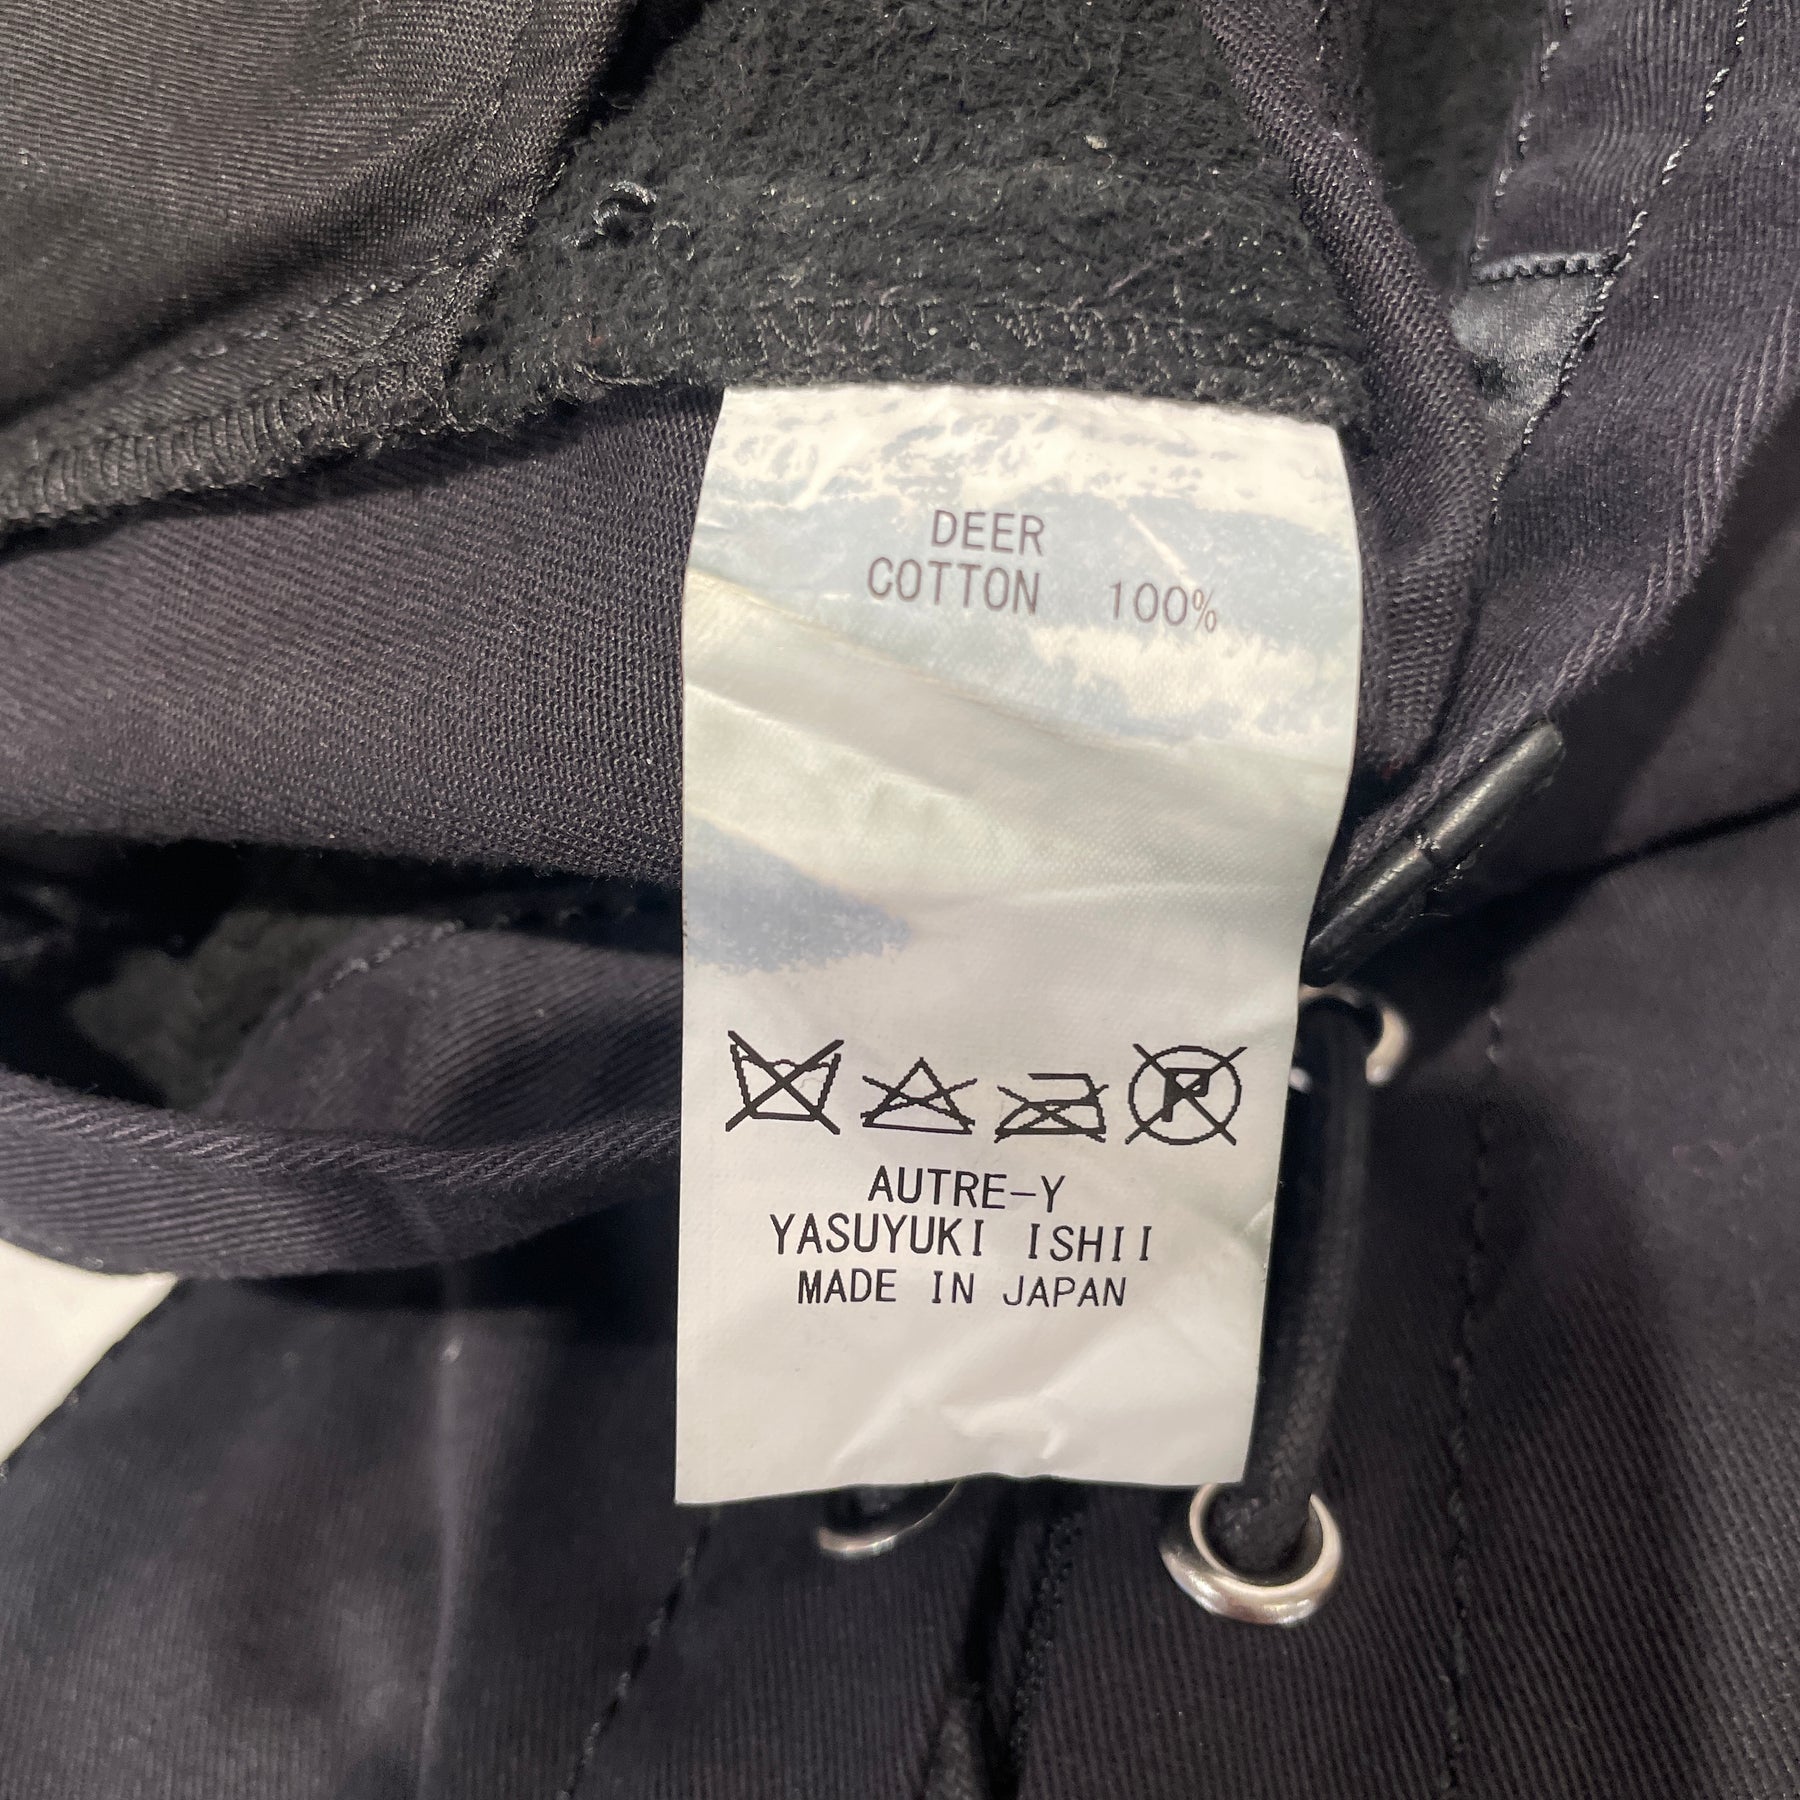 DEER
COTTON 100%
P
AUTRE-Y
YASUYUKI ISHII
MADE IN JAPAN